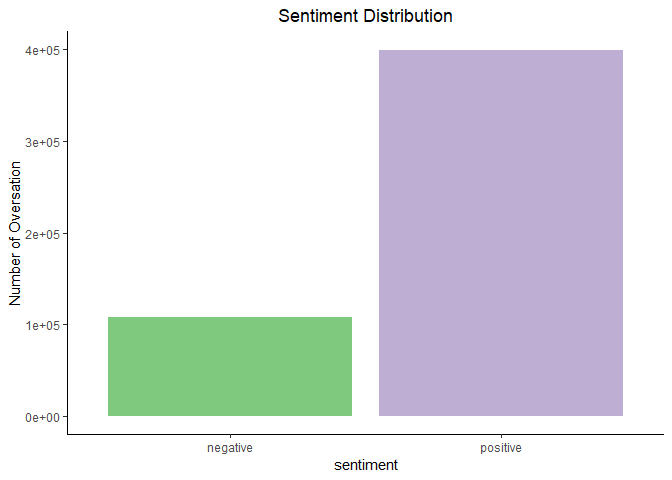 Sentiment Distribution
Number of Oversation
4e+05
3e+05
2e+05
1e+05
0e+00
negative
positive
sentiment